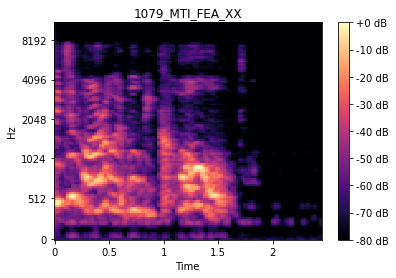 1079_MTI_FEA_XX
8192
4096
2048
1024
512
0
Hz
0 0.5 1 1.5 2
Time
+0 dB
-10 dB
-20 dB
-30 dB
-40 dB
-50 dB
-60 dB
-70 dB
-80 dB